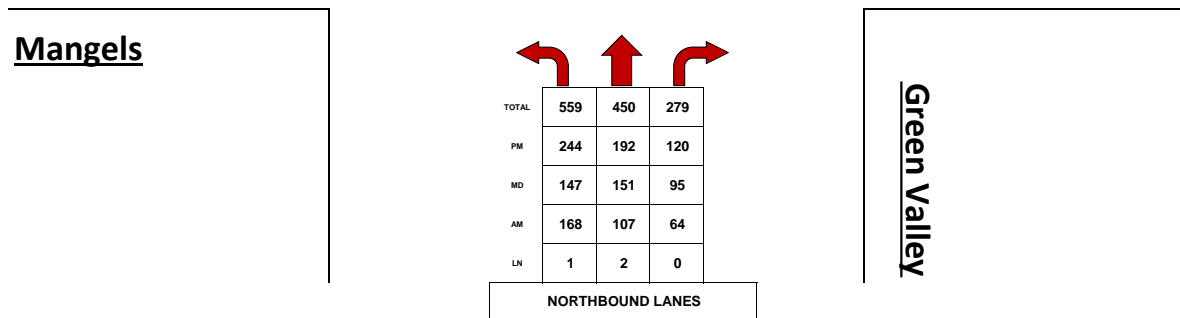 Mangels
TOTAL 559 450 279
PM 244 192 120
MD 147 151 95
AM 168 107 64
LN 1 2 0
NORTHBOUND LANES
Green Valley